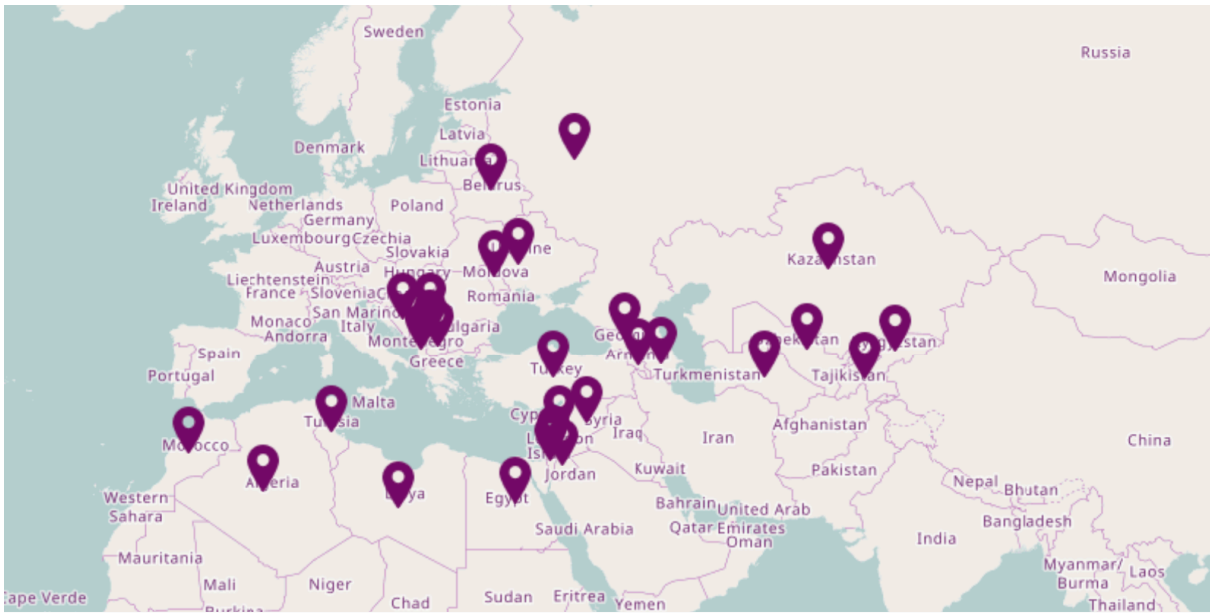 Sweden
Russia
Estonia
Latvia
Denmark
Lithuania
Belarus
United Kingdom
Ireland
Netherlands
Poland
Germany
Luxembourg
Czechia
Slovakia
Kazakhstan
Austria
Hungary
Moldova
Mongolia
Liechtenstein
France
Slovenia
Romania
San Marino
Italy
Monaco
Andorra
Bulgaria
Montenegro
Spain
Greece
Turkey
Turkmenistan
Tajikistan
Portugal
Malta
Tunisia
Syria
Iraq
Iran
Afghanistan
China
Morocco
Jordan
Kuwait
Pakistan
Algeria
Egypt
Nepal
Bhutan
Western
Sahara
Bahrain
United Arab
Emirates
Qatar
Oman
Saudi Arabia
Bangladesh
India
Mauritania
Myanmar/
Burma
Laos
Mali
Niger
Chad
Sudan
Eritrea
Yemen
Thailand
Cape Verde